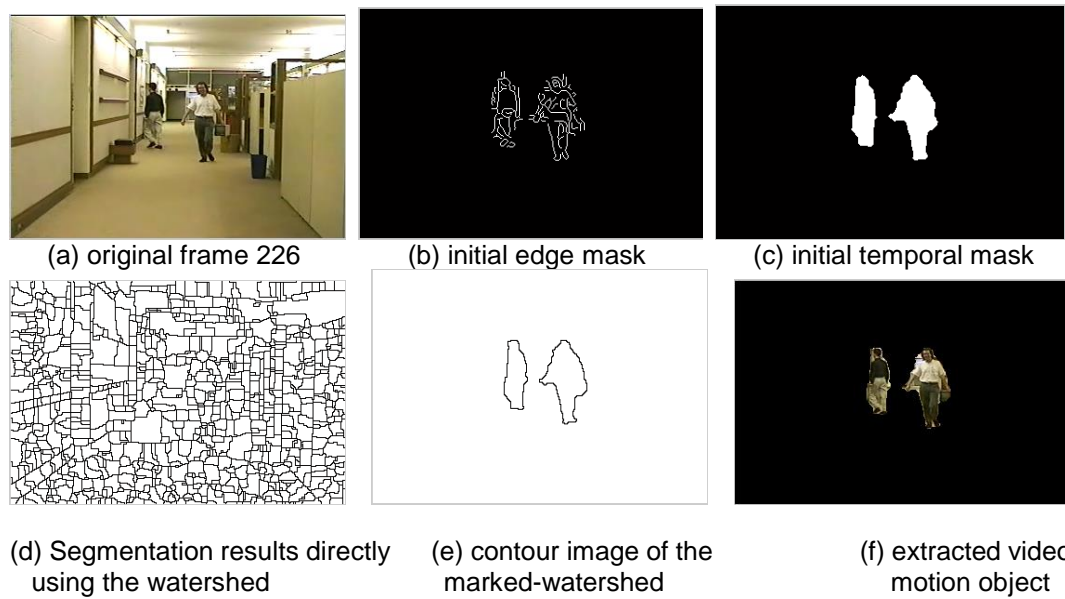 (a) original frame 226
(b) initial edge mask
(c) initial temporal mask
(d) Segmentation results directly
using the watershed
(e) contour image of the
marked-watershed
(f) extracted video
motion object